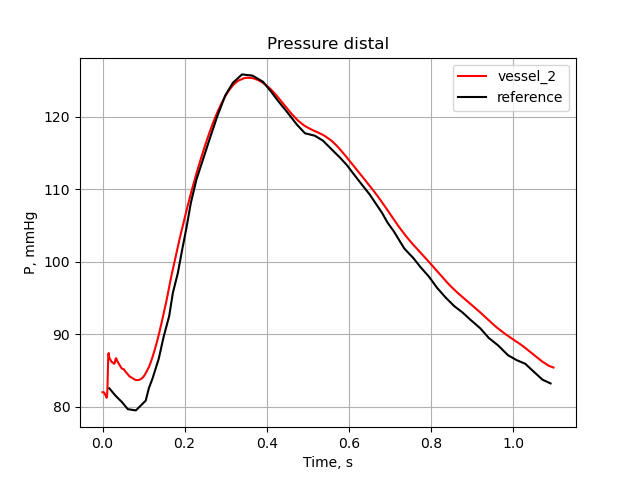 Pressure distal
vessel_2
reference
P, mmHg
120
110
100
90
80
0.0 0.2 0.4 0.6 0.8 1.0
Time, s